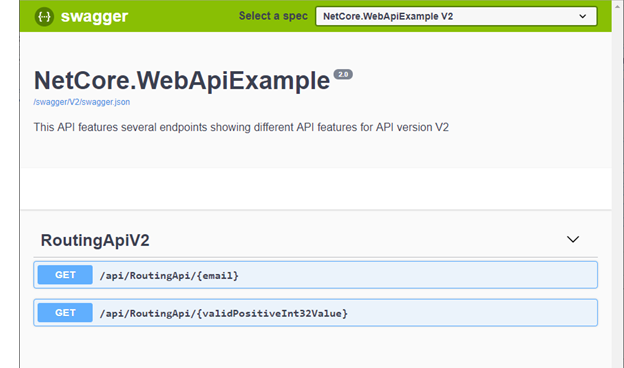 swagger
Select a spec
NetCore.WebApiExample V2
NetCore.WebApiExample 2.0
/swagger/V2/swagger.json
This API features several endpoints showing different API features for API version V2
RoutingApiV2
GET /api/RoutingApi/{email}
GET /api/RoutingApi/{validPositiveInt32Value}